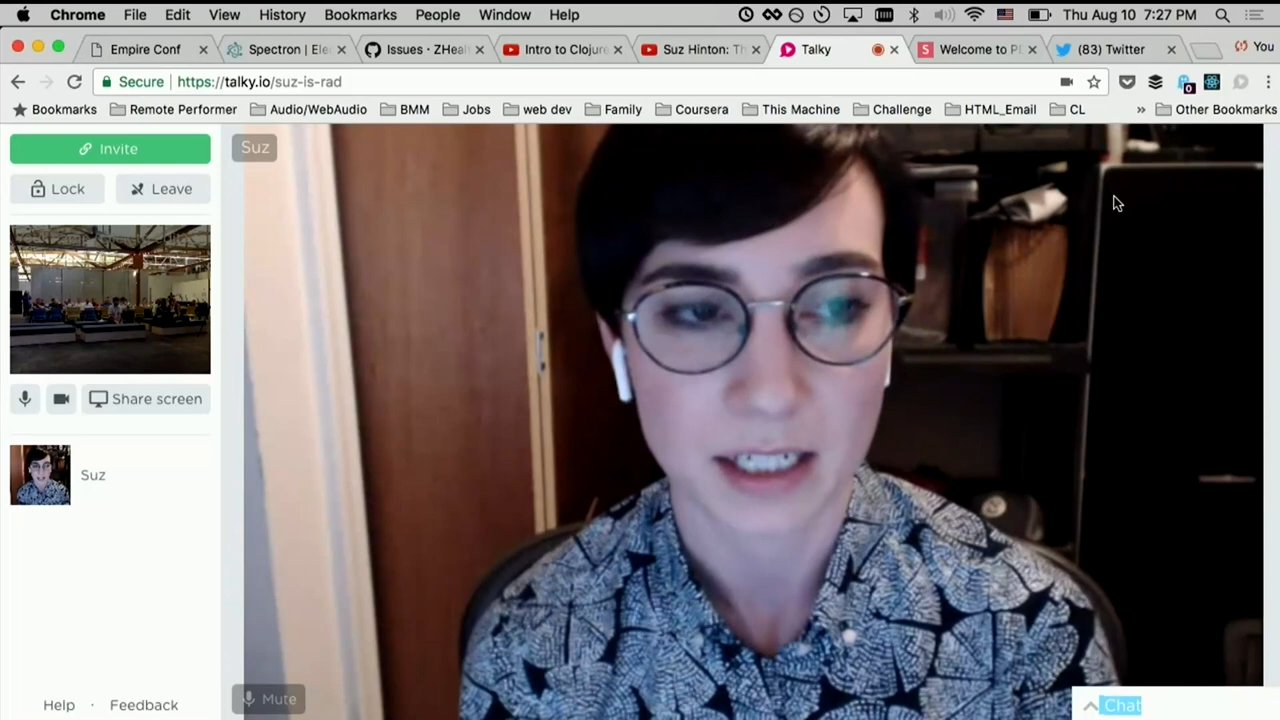 Chrome File Edit View History Bookmarks People Window Help Thu Aug 10 7:27 PM
Empire Conf Spectron | Ele Issues · ZHeal Intro to Clojure Suz Hinton: Th Talky Welcome to Pl (83) Twitter You
Secure https://talky.io/suz-is-rad 0
Bookmarks Remote Performer Audio/WebAudio BMM Jobs web dev Family Coursera This Machine Challenge HTML_Email CL » Other Bookmarks
Invite
Suz
Lock Leave
Share screen
Suz
Mute
Help · Feedback
Chat